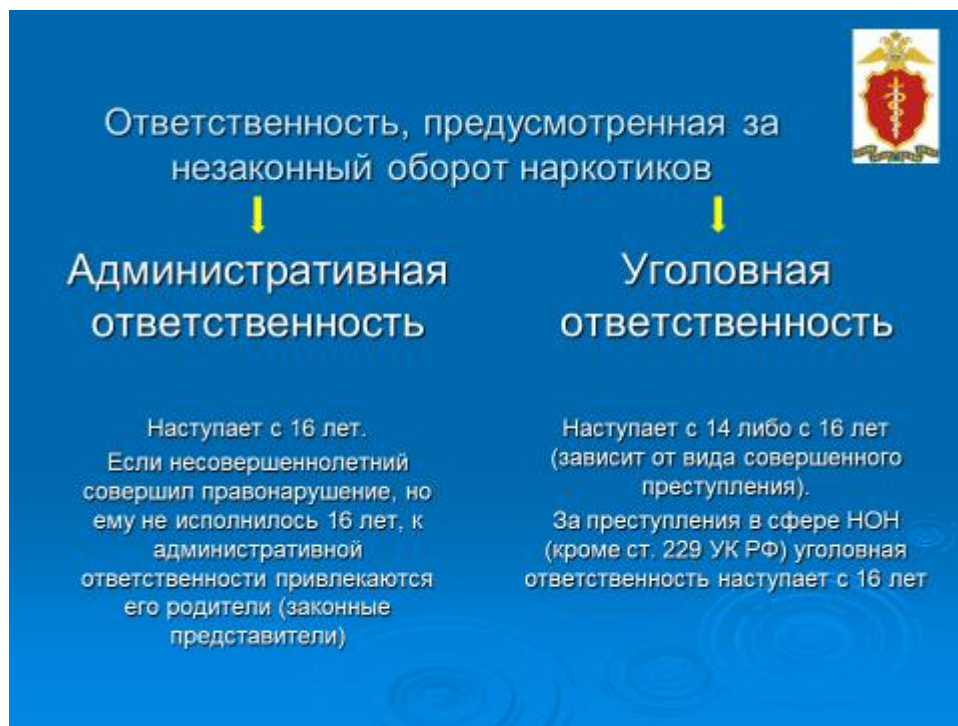 Ответственность, предусмотренная за
незаконный оборот наркотиков
Административная
ответственность
Наступает с 16 лет.
Если несовершеннолетний
совершил правонарушение, но
ему не исполнилось 16 лет, к
административной
ответственности привлекаются
его родители (законные
представители)
Уголовная
ответственность
Наступает с 14 либо с 16 лет
(зависит от вида совершенного
преступления).
За преступления в сфере НОН
(кроме ст. 229 УК РФ) уголовная
ответственность наступает с 16 лет